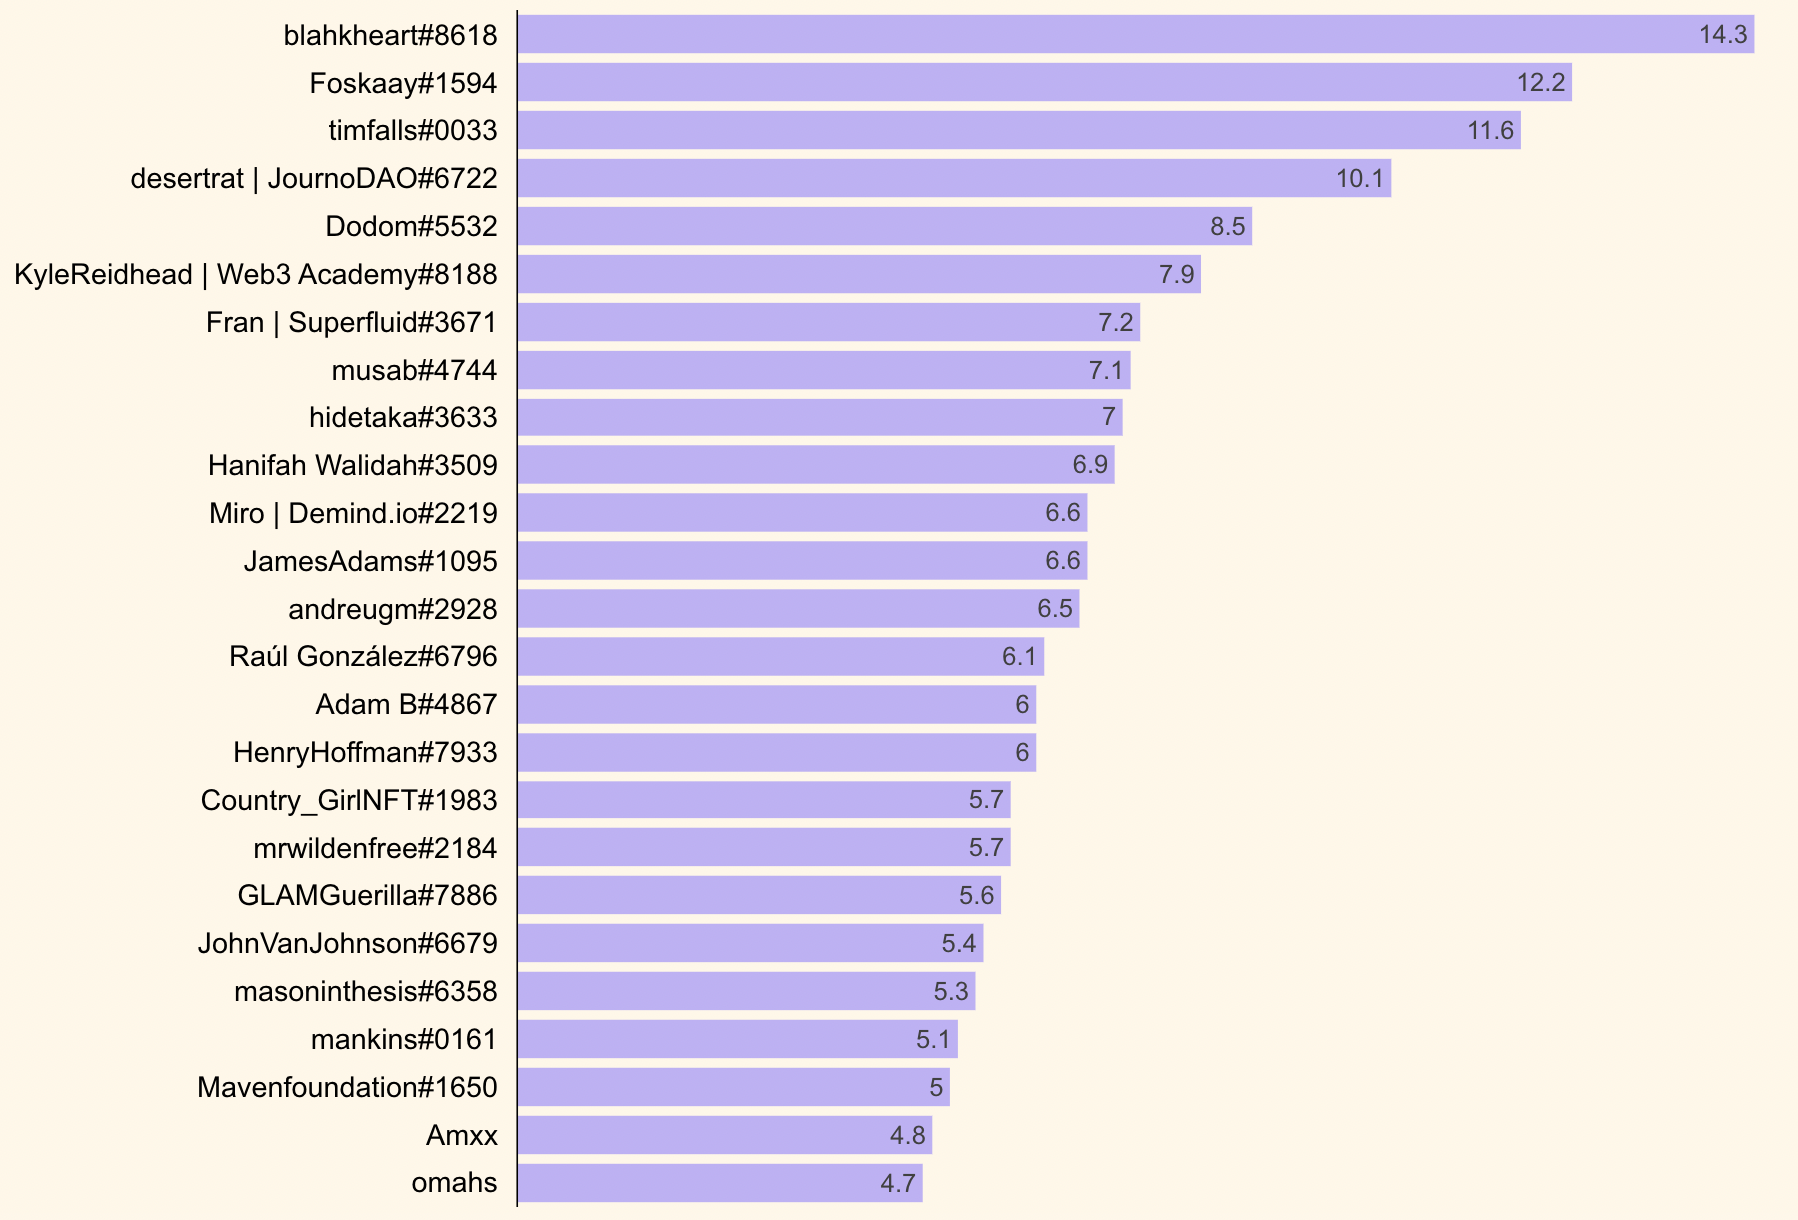 blahkheart#8618 14.3
Foskaay#1594 12.2
timfalls#0033 11.6
desertrat | JournoDAO#6722 10.1
Dodom#5532 8.5
KyleReidhead | Web3 Academy#8188 7.9
Fran | Superfluid#3671 7.2
musab#4744 7.1
hidetaka#3633 7
Hanifah Walidah#3509 6.9
Miro | Demind.io#2219 6.6
JamesAdams#1095 6.6
andreugm#2928 6.5
Raúl González#6796 6.1
Adam B#4867 6
HenryHoffman#7933 6
Country_GirlNFT#1983 5.7
mrwildenfree#2184 5.7
GLAMGuerilla#7886 5.6
JohnVanJohnson#6679 5.4
masoninthesis#6358 5.3
mankins#0161 5.1
Mavenfoundation#1650 5
Amxx 4.8
omahs 4.7